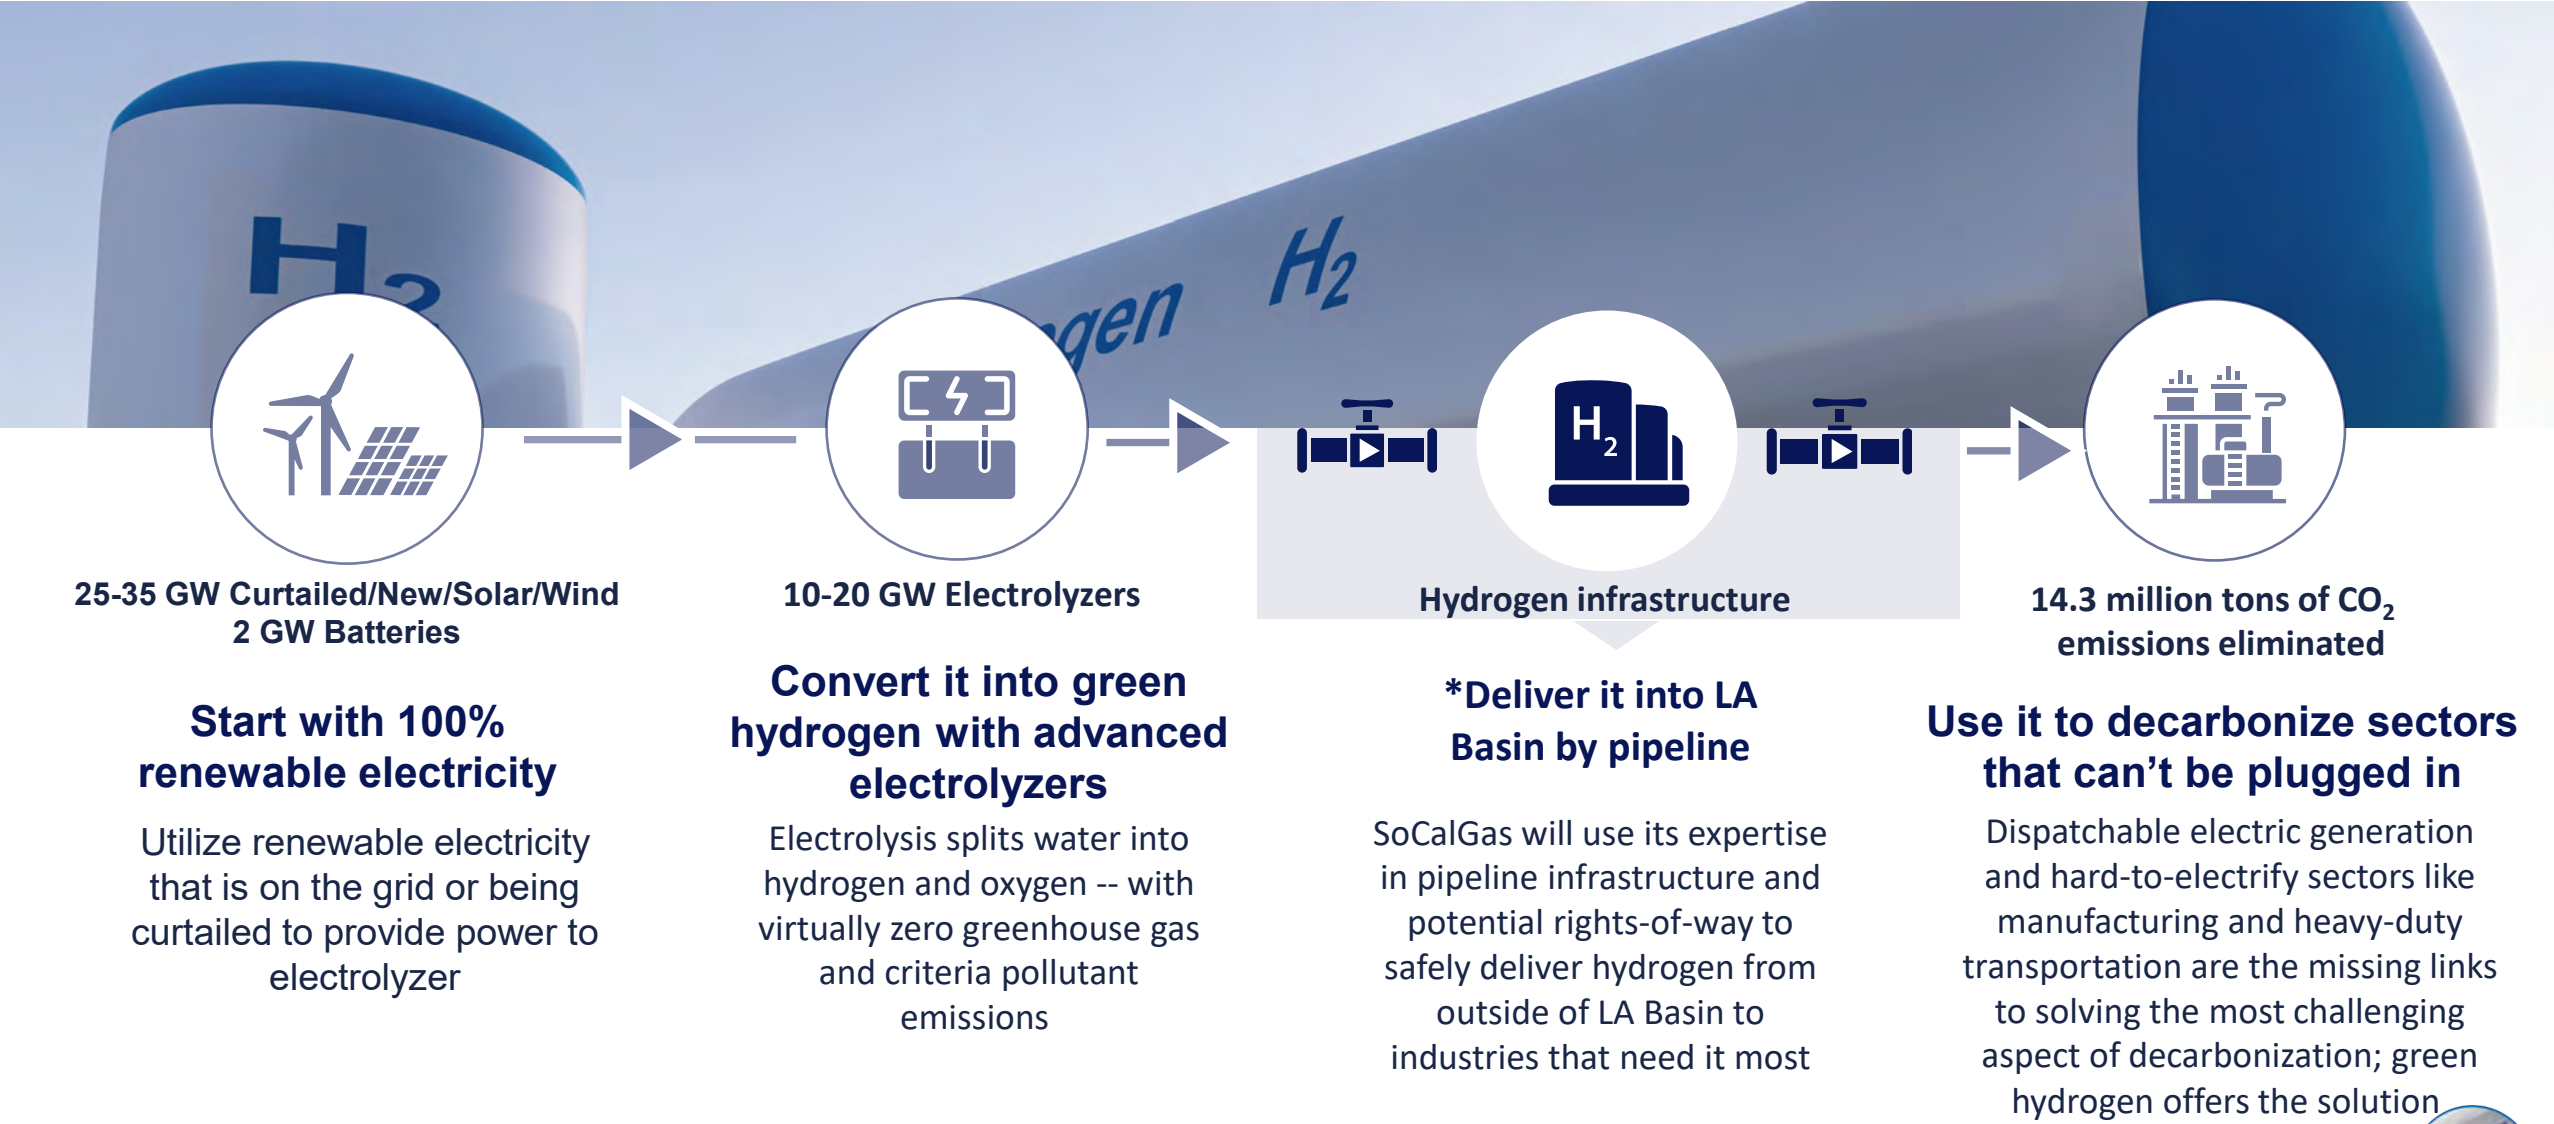 H2
gen H2
H2
25-35 GW Curtailed/New/Solar/Wind
2 GW Batteries
Start with 100%
renewable electricity
Utilize renewable electricity
that is on the grid or being
curtailed to provide power to
electrolyzer
10-20 GW Electrolyzers
Convert it into green
hydrogen with advanced
electrolyzers
Electrolysis splits water into
hydrogen and oxygen -- with
virtually zero greenhouse gas
and criteria pollutant
emissions
Hydrogen infrastructure
*Deliver it into LA
Basin by pipeline
SoCalGas will use its expertise
in pipeline infrastructure and
potential rights-of-way to
safely deliver hydrogen from
outside of LA Basin to
industries that need it most
14.3 million tons of CO2
emissions eliminated
Use it to decarbonize sectors
that can’t be plugged in
Dispatchable electric generation
and hard-to-electrify sectors like
manufacturing and heavy-duty
transportation are the missing links
to solving the most challenging
aspect of decarbonization; green
hydrogen offers the solution